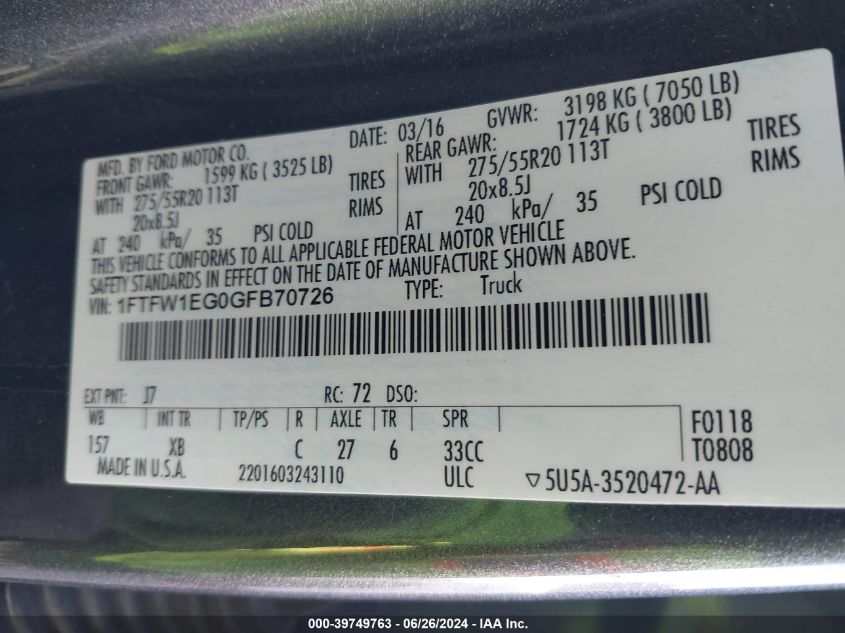 MFD. BY FORD MOTOR CO.
DATE: 03/16
GVWR: 3198 KG ( 7050 LB)
FRONT GAWR: 1599 KG ( 3525 LB)
REAR GAWR: 1724 KG ( 3800 LB)
WITH 275/55R20 113T TIRES
WITH 275/55R20 113T TIRES
20x8.5J RIMS
20x8.5J RIMS
AT 240 kPa/ 35 PSI COLD
AT 240 kPa/ 35 PSI COLD
THIS VEHICLE CONFORMS TO ALL APPLICABLE FEDERAL MOTOR VEHICLE
SAFETY STANDARDS IN EFFECT ON THE DATE OF MANUFACTURE SHOWN ABOVE.
VIN: 1FTFW1EG0GFB70726
TYPE: Truck
EXT PNT: J7 RC: 72 DSO:
WB INT TR TP/PS R AXLE TR SPR
F0118
157 XB C 27 6 33CC
T0808
MADE IN U.S.A. 2201603243110 ULC ▽5U5A-3520472-AA
000-39749763 - 06/26/2024 - IAA Inc.